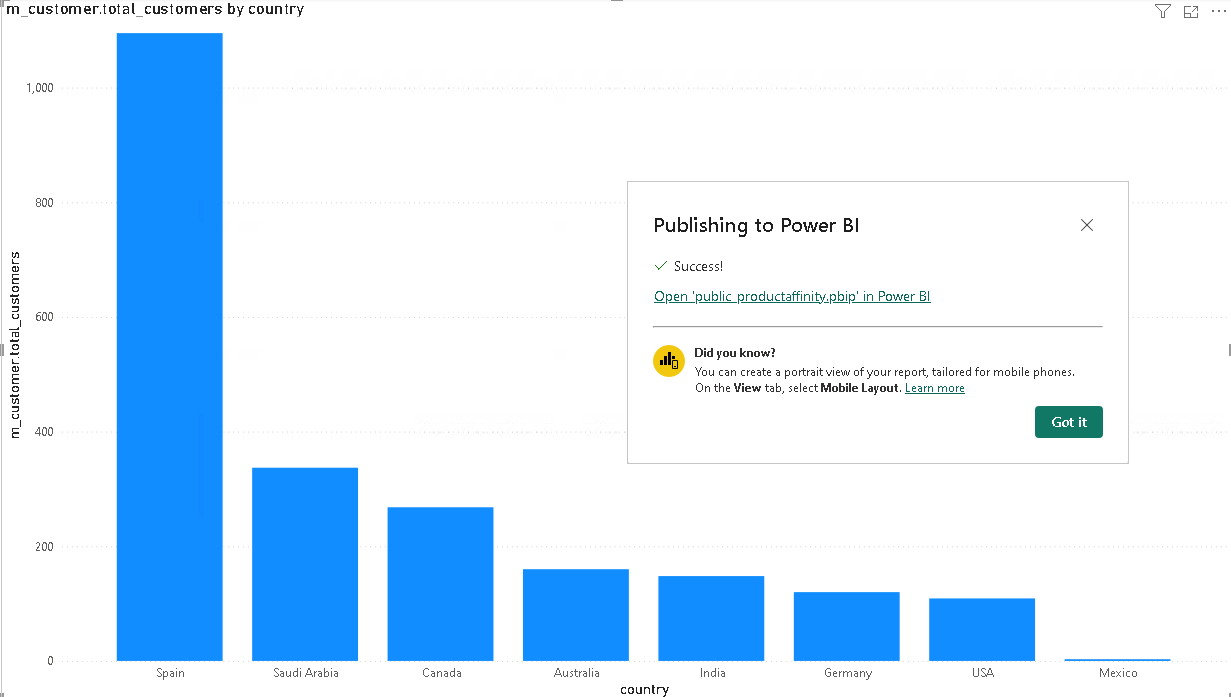 m_customer.total_customers by country
1,000
800
600
400
200
0
m_customer.total_customers
Spain
Saudi Arabia
Canada
Australia
India
Germany
USA
Mexico
country
Publishing to Power BI
Success!
Open 'public_productaffinity.pbip' in Power BI
Did you know?
You can create a portrait view of your report, tailored for mobile phones.
On the View tab, select Mobile Layout. Learn more
Got it